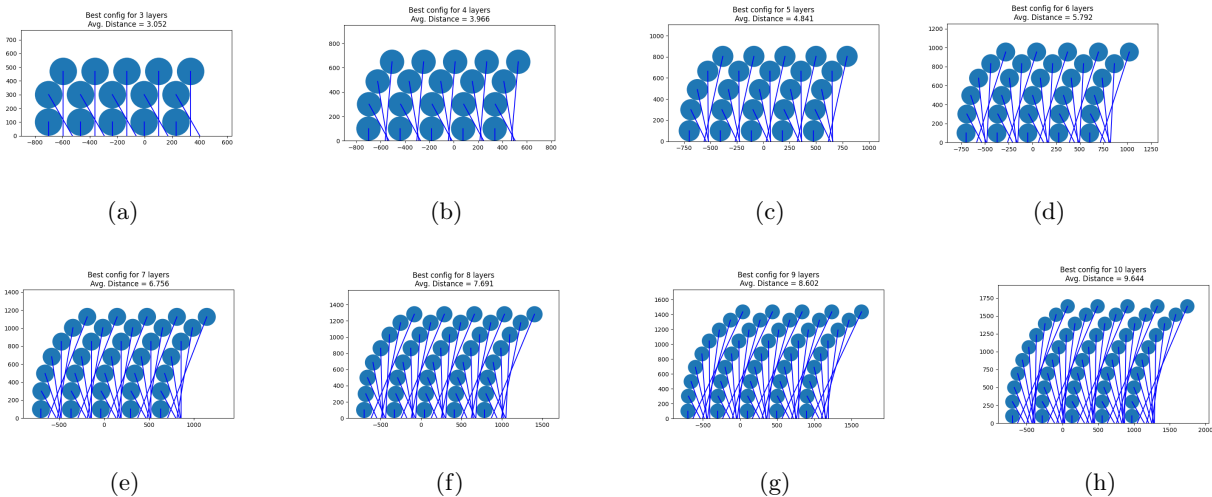 Best config for 3 layers
Avg. Distance = 3.052
700
600
500
400
300
200
100
0
−800 −600 −400 −200 0 200 400 600
(a)
Best config for 4 layers
Avg. Distance = 3.966
800
600
400
200
0
−800 −600 −400 −200 0 200 400 600 800
(b)
Best config for 5 layers
Avg. Distance = 4.841
1000
800
600
400
200
0
−750 −500 −250 0 250 500 750 1000
(c)
Best config for 6 layers
Avg. Distance = 5.792
1200
1000
800
600
400
200
0
−750 −500 −250 0 250 500 750 1000 1250
(d)
Best config for 7 layers
Avg. Distance = 6.756
1400
1200
1000
800
600
400
200
0
−500 0 500 1000
(e)
Best config for 8 layers
Avg. Distance = 7.691
1400
1200
1000
800
600
400
200
0
−500 0 500 1000 1500
(f)
Best config for 9 layers
Avg. Distance = 8.602
1600
1400
1200
1000
800
600
400
200
0
−500 0 500 1000 1500
(g)
Best config for 10 layers
Avg. Distance = 9.644
1750
1500
1250
1000
750
500
250
0
−500 0 500 1000 1500 2000
(h)